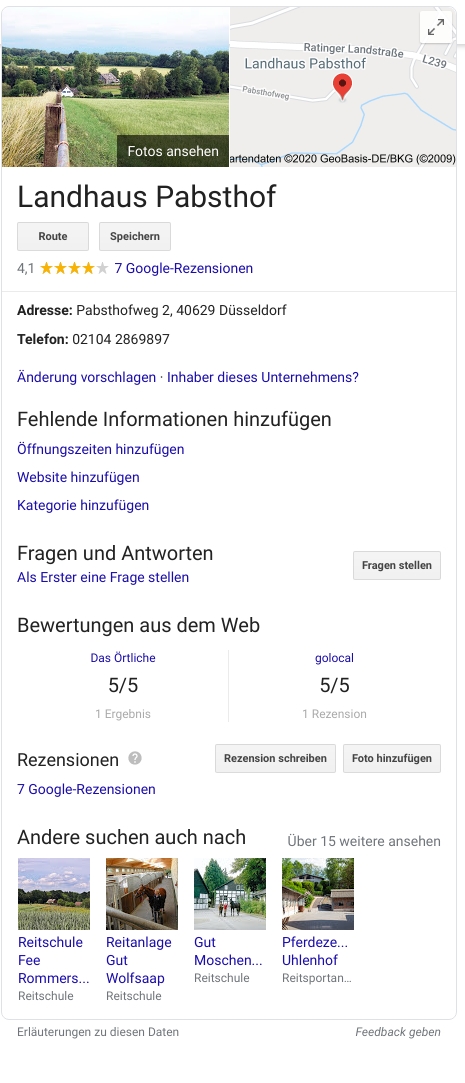 Ratinger Landstraße
Landhaus Pabsthof
L239
Pabsthofweg
Fotos ansehen
artendaten ©2020 GeoBasis-DE/BKG (©2009)
Landhaus Pabsthof
Route
Speichern
4,1 ★★★★★ 7 Google-Rezensionen
Adresse: Pabsthofweg 2, 40629 Düsseldorf
Telefon: 02104 2869897
Änderung vorschlagen · Inhaber dieses Unternehmens?
Fehlende Informationen hinzufügen
Öffnungszeiten hinzufügen
Website hinzufügen
Kategorie hinzufügen
Fragen und Antworten
Als Erster eine Frage stellen
Fragen stellen
Bewertungen aus dem Web
Das Örtliche
5/5
1 Ergebnis
golocal
5/5
1 Rezension
Rezensionen ?
Rezension schreiben
Foto hinzufügen
7 Google-Rezensionen
Andere suchen auch nach
Über 15 weitere ansehen
Reitschule
Fee
Rommers...
Reitschule
Reitanlage
Gut
Wolfsaap
Reitschule
Gut
Moschen...
Reitschule
Pferdeze...
Uhlenhof
Reitsportan...
Erläuterungen zu diesen Daten
Feedback geben